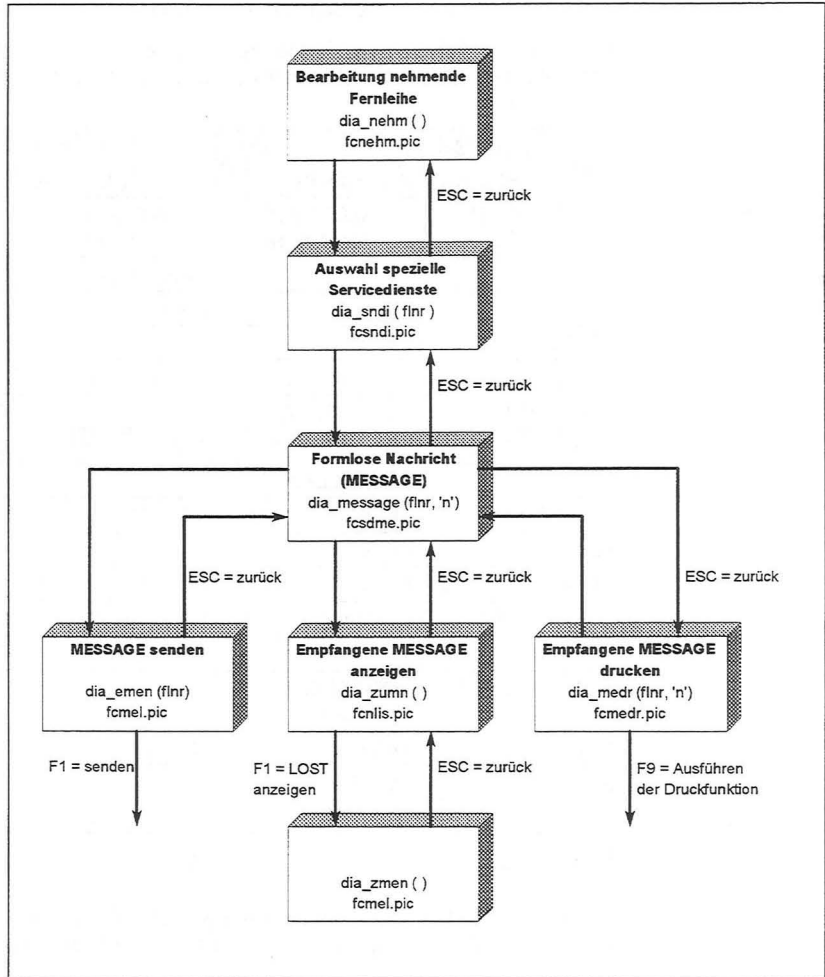 Bearbeitung nehmende
Fernleihe
dia_nehm ( )
fcnehm.pic
ESC = zurück
Auswahl spezielle
Servicedienste
dia_sndi ( flnr )
fcsndi.pic
ESC = zurück
Formlose Nachricht
(MESSAGE)
dia_message (flnr, 'n')
fcsdme.pic
ESC = zurück
ESC = zurück
ESC = zurück
MESSAGE senden
dia_emen (flnr)
fcmel.pic
Empfangene MESSAGE
anzeigen
dia_zumn ( )
fcnlis.pic
Empfangene MESSAGE
drucken
dia_medr (flnr, 'n')
fcmedr.pic
F1 = senden
F1 = LOST
anzeigen
ESC = zurück
F9 = Ausführen
der Druckfunktion
dia_zmen ( )
fcmel.pic